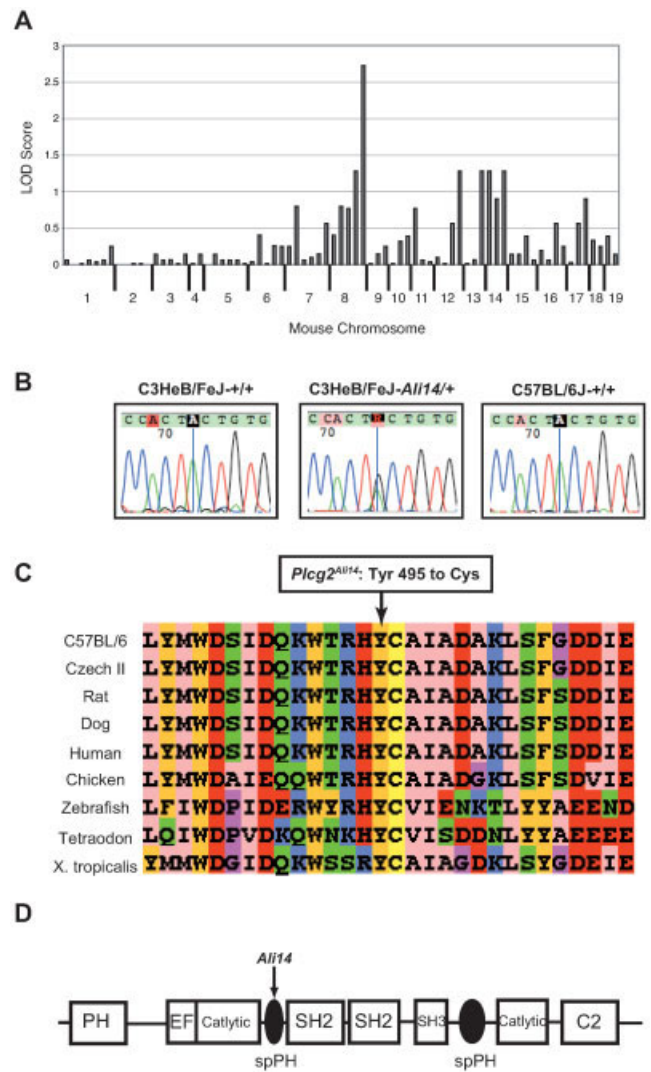 A
3
2.5
2
1.5
1
0.5
0
LOD Score
1 2 3 4 5 6 7 8 9 10 11 12 13 14 15 16 17 18 19
Mouse Chromosome
B
C3HeB/FeJ-+/+ C3HeB/FeJ-Ali14/+ C57BL/6J-+/+
C C A C T A C T G T G
70
C C A C T C T G T G
70
C C A C T A C T G T G
70
C
Plcg2Ali14: Tyr 495 to Cys
C57BL/6 LYMWDSIDQKWTRHYCAIADAKLSFGDDIE
Czech II LYMWDSIDQKWTRHYCAIADAKLSFGDDIE
Rat LYMWDSIDQKWTRHYCAIADAKLSFSDDIE
Dog LYMWDSIDQKWTRHYCAIADAKLSFSDDIE
Human LYMWDSIDQKWTRHYCAIADAKLSFSDDIE
Chicken LYMWDAIEQQWTRHYCAIADGKLSFSDVIE
Zebrafish LFIWDPIDERWYRHYCVIENKTLYYAEEND
Tetraodon LQIWDPVDKQWNKHYCVISDDNLYYAEEEE
X. tropicalis YMMWDGIDQKWSSRYCAIAGDKLSYGDEIE
D
Ali14
PH EF Catlytic SH2 SH2 SH3 Catlytic C2
spPH spPH